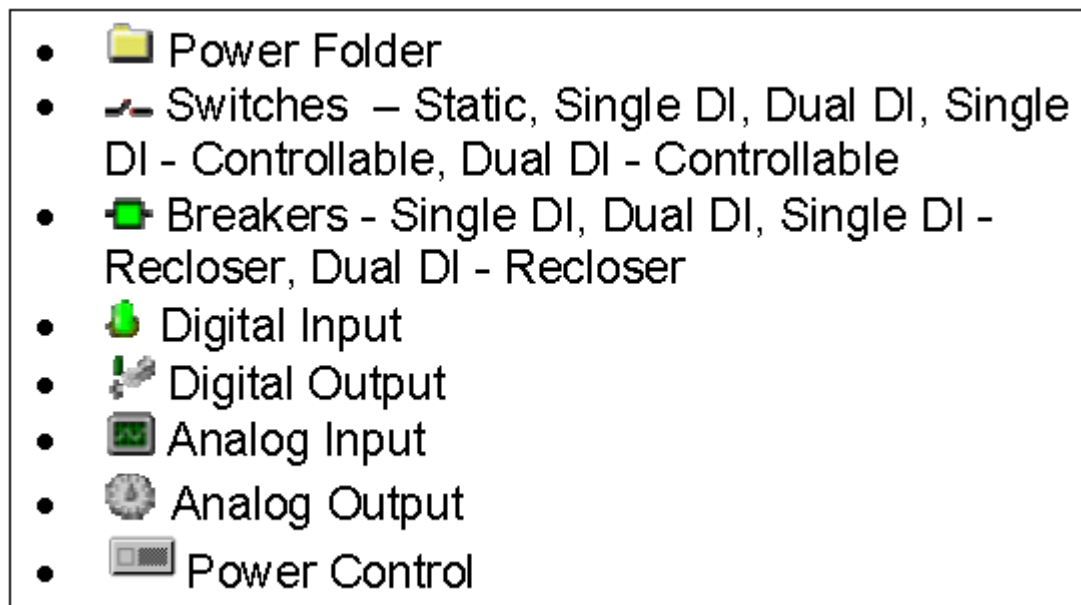 • Power Folder
• Switches – Static, Single DI, Dual DI, Single
DI - Controllable, Dual DI - Controllable
• Breakers - Single DI, Dual DI, Single DI -
Recloser, Dual DI - Recloser
• Digital Input
• Digital Output
• Analog Input
• Analog Output
• Power Control